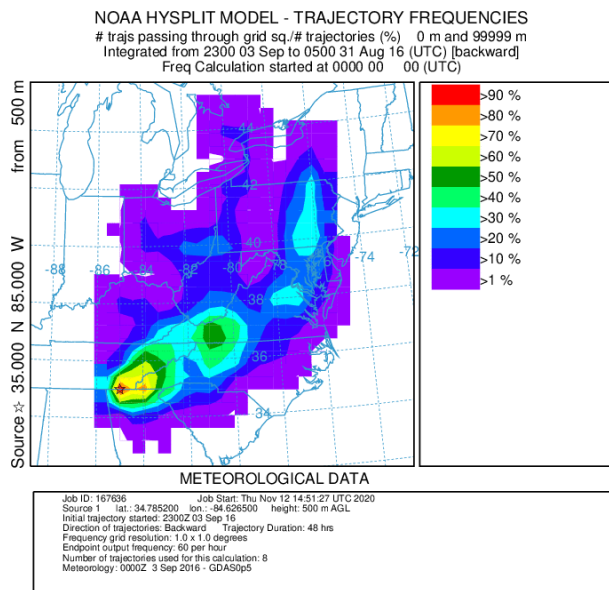 NOAA HYSPLIT MODEL - TRAJECTORY FREQUENCIES
# trajs passing through grid sq./# trajectories (%) 0 m and 99999 m
Integrated from 2300 03 Sep to 0500 31 Aug 16 (UTC) [backward]
Freq Calculation started at 0000 00 00 (UTC)
Source ☆ 35.000 N 85.000 W from 500 m
>90 %
>80 %
>70 %
>60 %
>50 %
>40 %
>30 %
>20 %
>10 %
>1 %
44
42
40
-88
-86
-84
-82
-80
-78
-76
-74
-72
38
36
34
METEOROLOGICAL DATA
Job ID: 167636 Job Start: Thu Nov 12 14:51:27 UTC 2020
Source 1 lat.: 34.785200 lon.: -84.626500 height: 500 m AGL
Initial trajectory started: 2300Z 03 Sep 16
Direction of trajectories: Backward Trajectory Duration: 48 hrs
Frequency grid resolution: 1.0 x 1.0 degrees
Endpoint output frequency: 60 per hour
Number of trajectories used for this calculation: 8
Meteorology: 0000Z 3 Sep 2016 - GDAS0p5